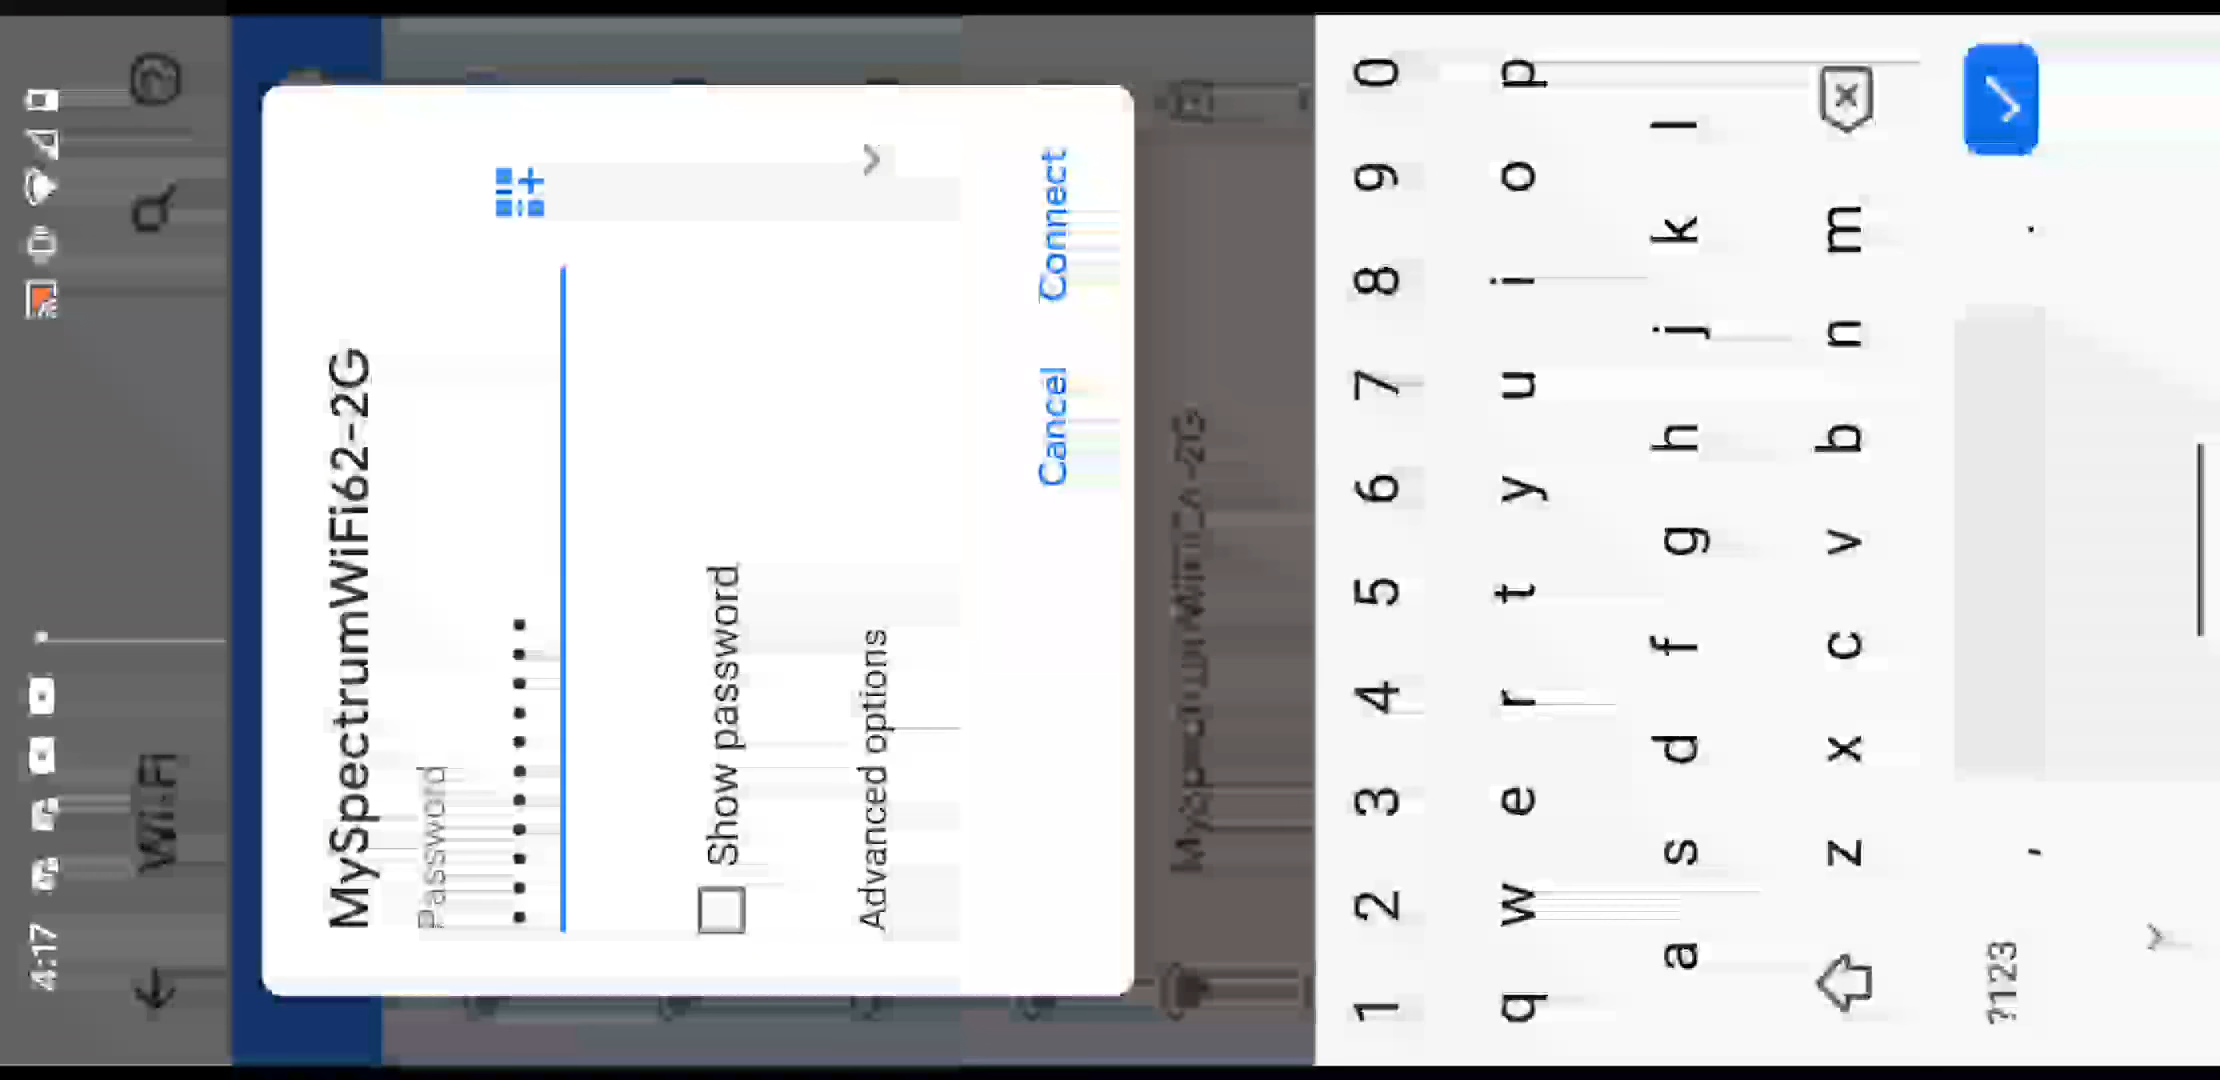 4:17
Wi-Fi
MySpectrumWiFi62-2G
Password
•••••••••••
Show password
Advanced options
Cancel Connect
1 2 3 4 5 6 7 8 9 0
q w e r t y u i o p
a s d f g h j k l
z x c v b n m
?123 , .